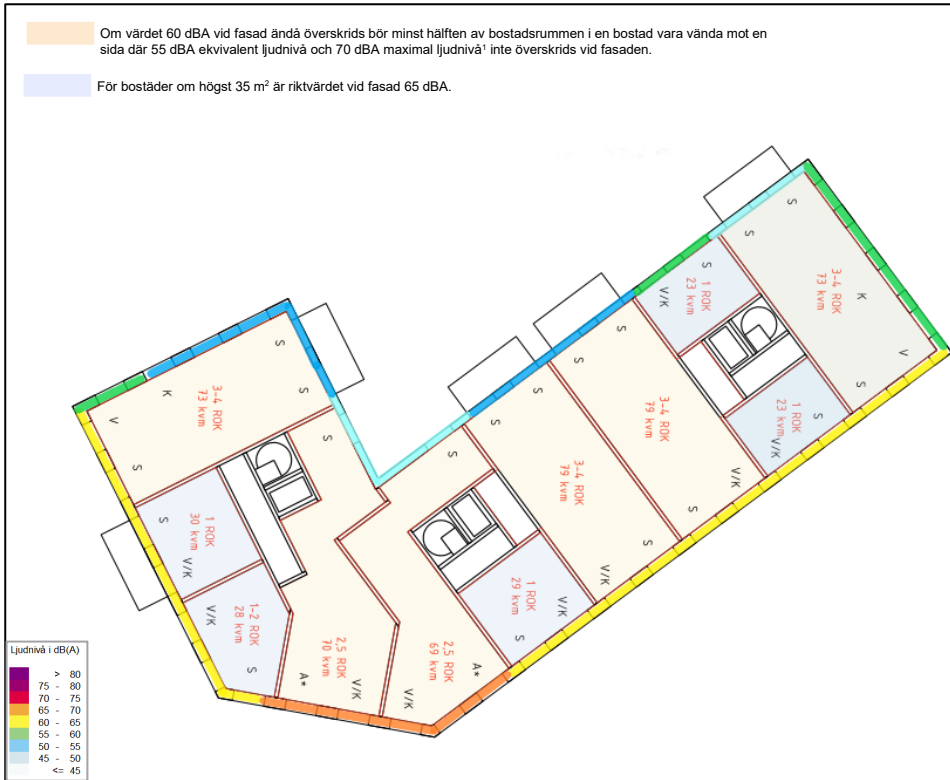 Om värdet 60 dBA vid fasad ändå överskrids bör minst hälften av bostadsrummen i en bostad vara vända mot en
sida där 55 dBA ekvivalent ljudnivå och 70 dBA maximal ljudnivå¹ inte överskrids vid fasaden.
För bostäder om högst 35 m² är riktvärdet vid fasad 65 dBA.
S
S
3-4 ROK
73 kvm
K
V
S
S
S
1 ROK
23 kvm
V/K
1 ROK
23 kvm
S
V/K
S
S
3-4 ROK
79 kvm
V/K
S
S
S
3-4 ROK
79 kvm
S
V/K
S
S
3-4 ROK
73 kvm
K
V
S
S
S
1 ROK
30 kvm
V/K
V/K
1-2 ROK
28 kvm
S
2,5 ROK
70 kvm
A*
V/K
S
1 ROK
29 kvm
V/K
S
2,5 ROK
69 kvm
A*
V/K
Ljudnivå i dB(A)
> 80
75 - 80
70 - 75
65 - 70
60 - 65
55 - 60
50 - 55
45 - 50
<= 45